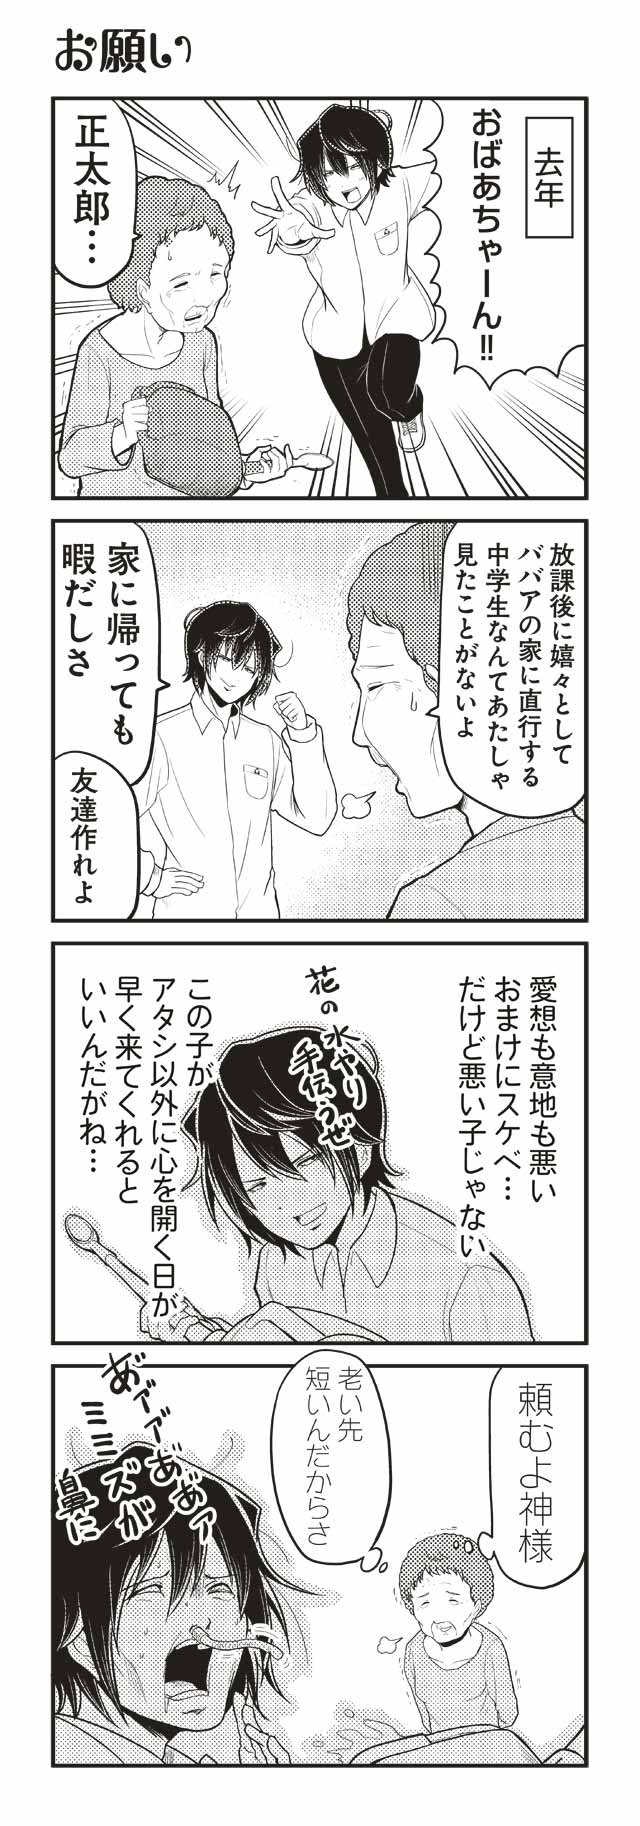 お願い
去年
おばあちゃーん!!
正太郎…
放課後に嬉々として
ババアの家に直行する
中学生なんてあたしゃ
見たことがないよ
家に帰っても
暇だしさ
友達作れよ
愛想も意地も悪い
おまけにスケベ…
だけど悪い子じゃない
花の水やり
手伝うぜ
この子が
アタシ以外に心を開く日が
早く来てくれると
いいんだがね…
頼むよ神様
老い先
短いんだからさ
あ゛ァァあ゛あ゛ァ
ミミズが
鼻に